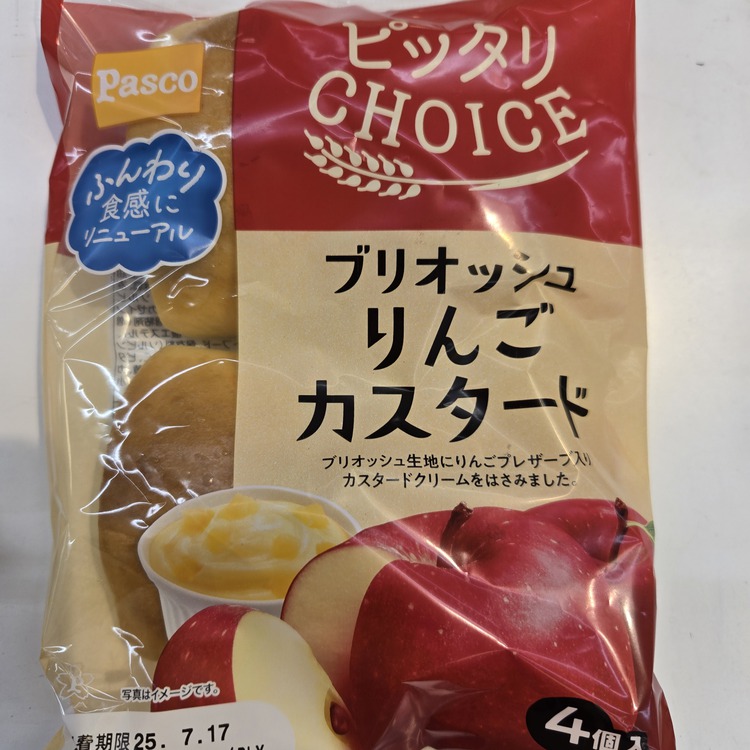 Pasco
ピッタリ
CHOICE
ふんわり
食感に
リニューアル
ブリオッシュ
りんご
カスタード
ブリオッシュ生地にりんごプレザーブ入り
カスタードクリームをはさみました。
写真はイメージです。
費期限25. 7.17
4個入